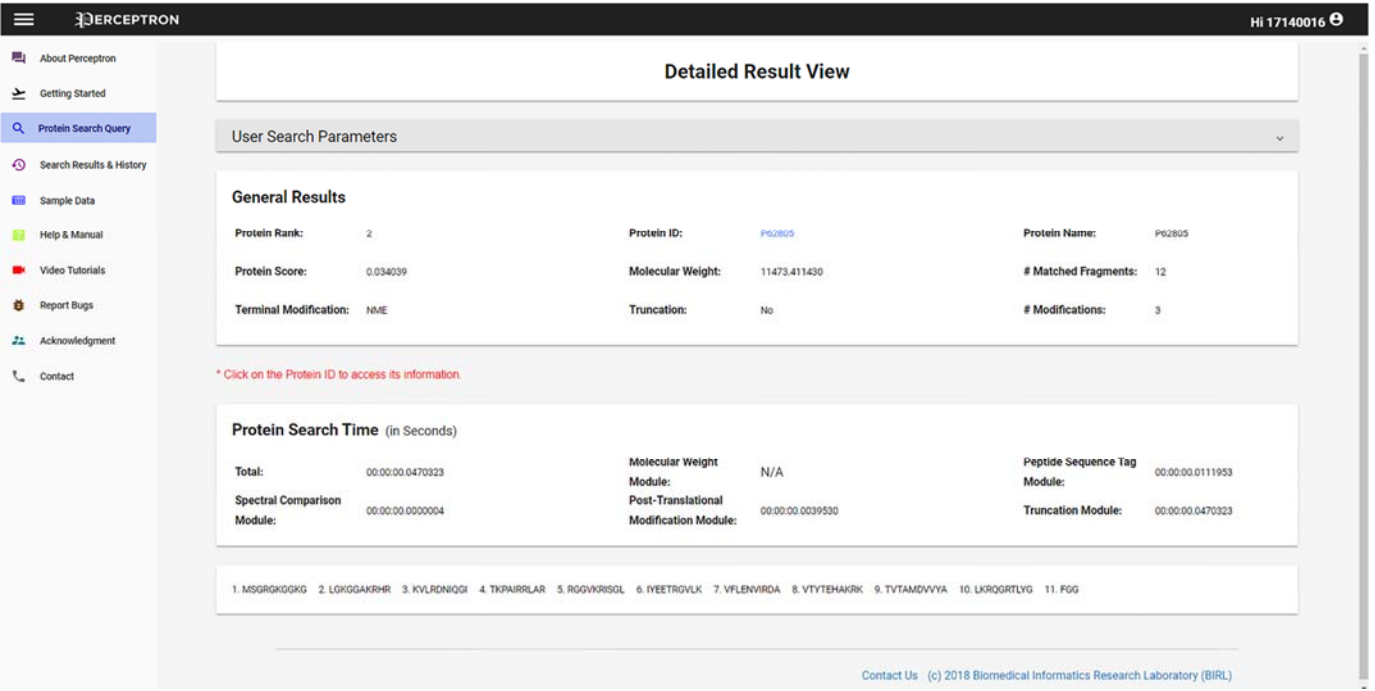 PERCEPTRON
Hi 17140016
About Perceptron
Getting Started
Protein Search Query
Search Results & History
Sample Data
Help & Manual
Video Tutorials
Report Bugs
Acknowledgment
Contact
Detailed Result View
User Search Parameters
General Results
Protein Rank: 2 Protein ID: P62805 Protein Name: P62805
Protein Score: 0.034039 Molecular Weight: 11473.411430 # Matched Fragments: 12
Terminal Modification: NME Truncation: No # Modifications: 3
* Click on the Protein ID to access its information.
Protein Search Time (in Seconds)
Total: 00:00:00.0470323 Molecular Weight Module: N/A Peptide Sequence Tag Module: 00:00:00.0111953
Spectral Comparison Module: 00:00:00.0000004 Post-Translational Modification Module: 00:00:00.0039530 Truncation Module: 00:00:00.0470323
1. MSGRGKGGKG 2. LGKGGAKRHR 3. KVLRDNIQGI 4. TKPAIRRLAR 5. RGGVKRISGL 6. IYEETRGVLK 7. VFLENVIRDA 8. VTYTEHAKRK 9. TVTAMDVVYA 10. LKRQGRTLYG 11. FGG
Contact Us (c) 2018 Biomedical Informatics Research Laboratory (BIRL)